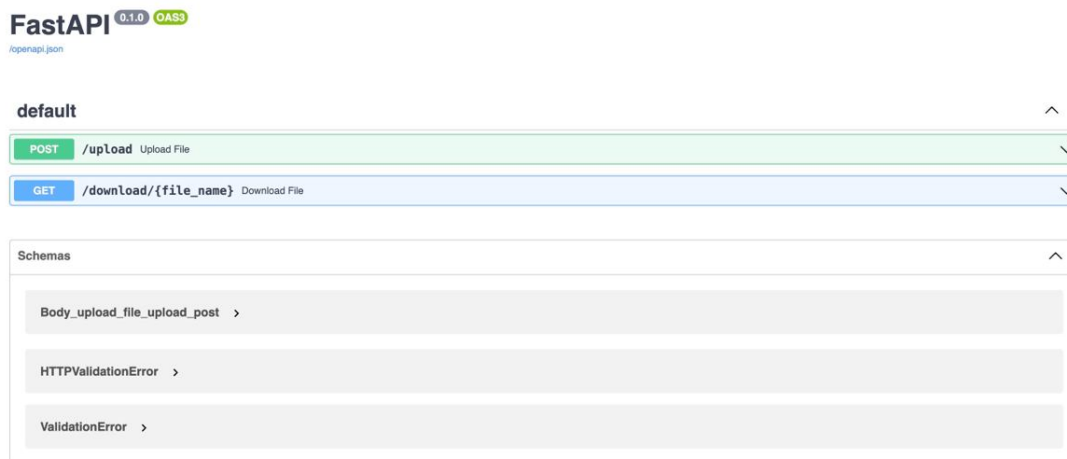 FastAPI 0.1.0 OAS3
/openapi.json
default
POST /upload Upload File
GET /download/{file_name} Download File
Schemas
Body_upload_file_upload_post
HTTPValidationError
ValidationError